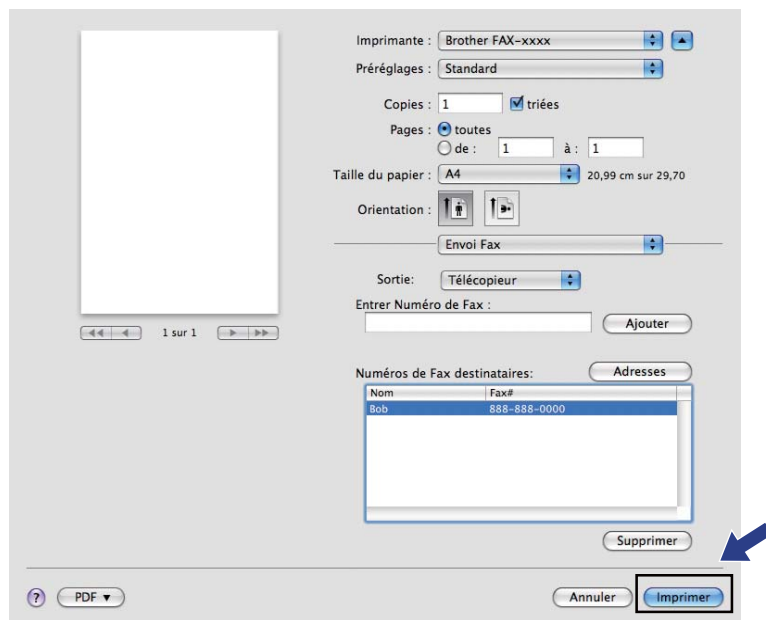 Imprimante : Brother FAX-xxxx
Préréglages : Standard
Copies : 1 triées
Pages : toutes
de : 1 à : 1
Taille du papier : A4 20,99 cm sur 29,70
Orientation :
Envoi Fax
Sortie: Télécopieur
Entrer Numéro de Fax :
Ajouter
1 sur 1
Numéros de Fax destinataires: Adresses
Nom Fax#
Bob 888-888-0000
Supprimer
? PDF Annuler Imprimer